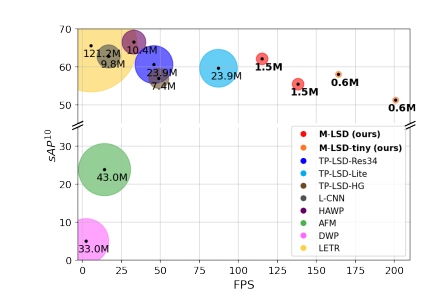 70
60
50
40
30
20
10
0
sAP¹⁰
121.2M
9.8M
10.4M
23.9M
7.4M
23.9M
1.5M
1.5M
0.6M
0.6M
43.0M
33.0M
M-LSD (ours)
M-LSD-tiny (ours)
TP-LSD-Res34
TP-LSD-Lite
TP-LSD-HG
L-CNN
HAWP
AFM
DWP
LETR
0 25 50 75 100 125 150 175 200
FPS